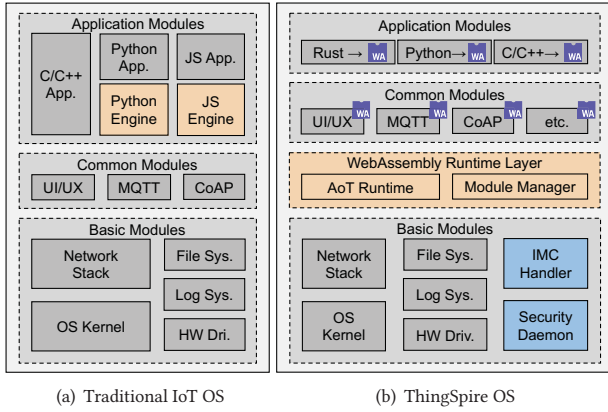 Application Modules
C/C++
App.
Python
App.
JS App.
Python
Engine
JS
Engine
Common Modules
UI/UX
MQTT
CoAP
Basic Modules
Network
Stack
File Sys.
Log Sys.
OS Kernel
HW Dri.
(a) Traditional IoT OS
Application Modules
Rust → WA
Python→ WA
C/C++→ WA
Common Modules
UI/UX WA
MQTT WA
CoAP WA
etc. WA
WebAssembly Runtime Layer
AoT Runtime
Module Manager
Basic Modules
Network
Stack
File Sys.
IMC
Handler
Log Sys.
OS
Kernel
HW Driv.
Security
Daemon
(b) ThingSpire OS